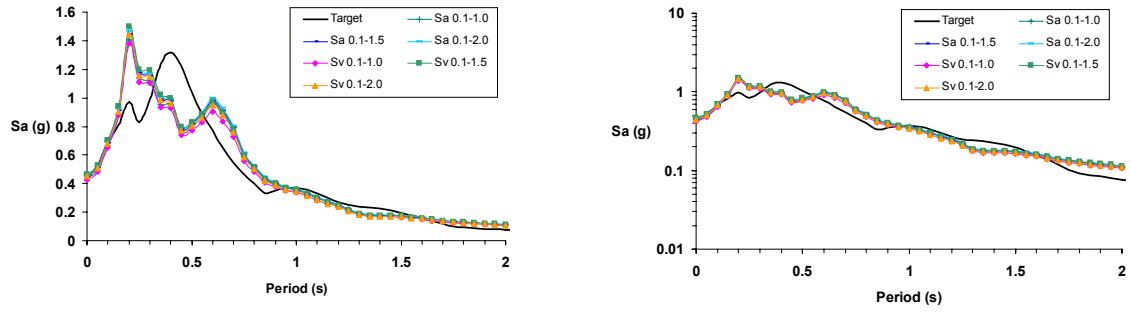 Target
Sa 0.1-1.0
Sa 0.1-1.5
Sa 0.1-2.0
Sv 0.1-1.0
Sv 0.1-1.5
Sv 0.1-2.0
1.6
1.4
1.2
1
0.8
0.6
0.4
0.2
0
Sa (g)
0
0.5
1
1.5
2
Period (s)
Target
Sa 0.1-1.0
Sa 0.1-1.5
Sa 0.1-2.0
Sv 0.1-1.0
Sv 0.1-1.5
Sv 0.1-2.0
10
1
0.1
0.01
Sa (g)
0
0.5
1
1.5
2
Period (s)